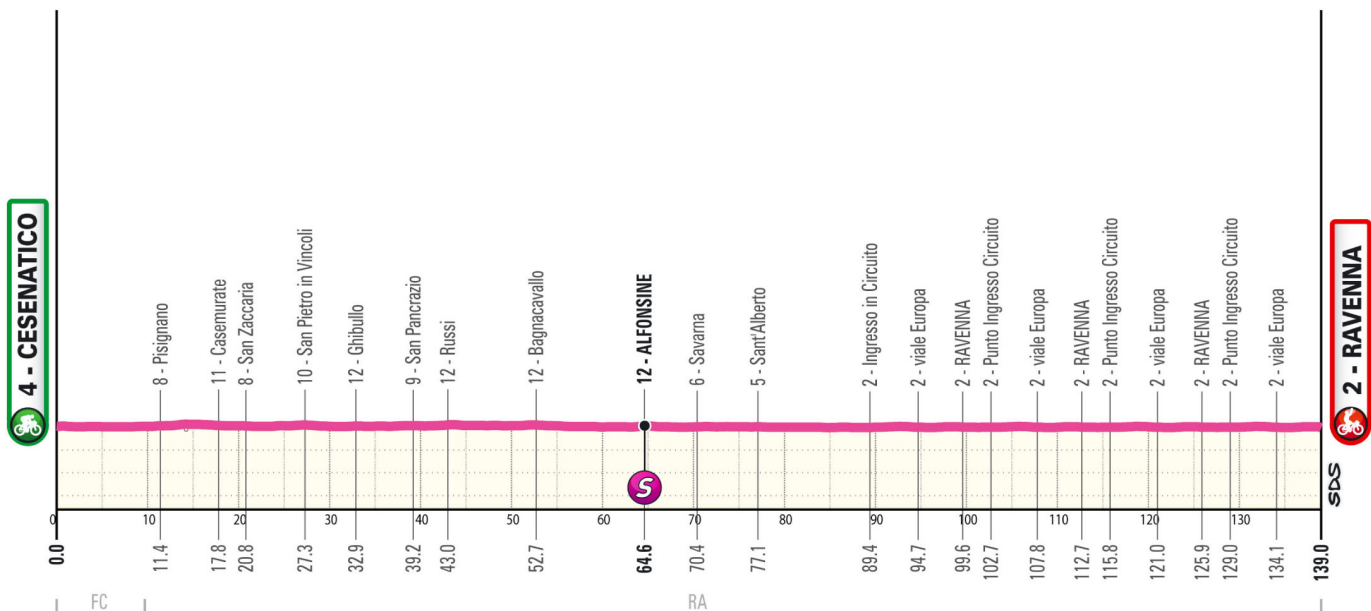 4 - CESENATICO
8 - Pisignano
11 - Casemurate
8 - San Zaccaria
10 - San Pietro in Vincoli
12 - Ghibullo
9 - San Pancrazio
12 - Russi
12 - Bagnacavallo
12 - ALFONSINE
6 - Savarna
5 - Sant'Alberto
2 - Ingresso in Circuito
2 - viale Europa
2 - RAVENNA
2 - Punto Ingresso Circuito
2 - viale Europa
2 - RAVENNA
2 - Punto Ingresso Circuito
2 - viale Europa
2 - RAVENNA
2 - Punto Ingresso Circuito
2 - viale Europa
2 - RAVENNA
S
SDS
0 10 20 30 40 50 60 70 80 90 100 110 120 130
0.0
11.4
17.8
20.8
27.3
32.9
39.2
43.0
52.7
64.6
70.4
77.1
89.4
94.7
99.6
102.7
107.8
112.7
115.8
121.0
125.9
129.0
134.1
139.0
FC RA